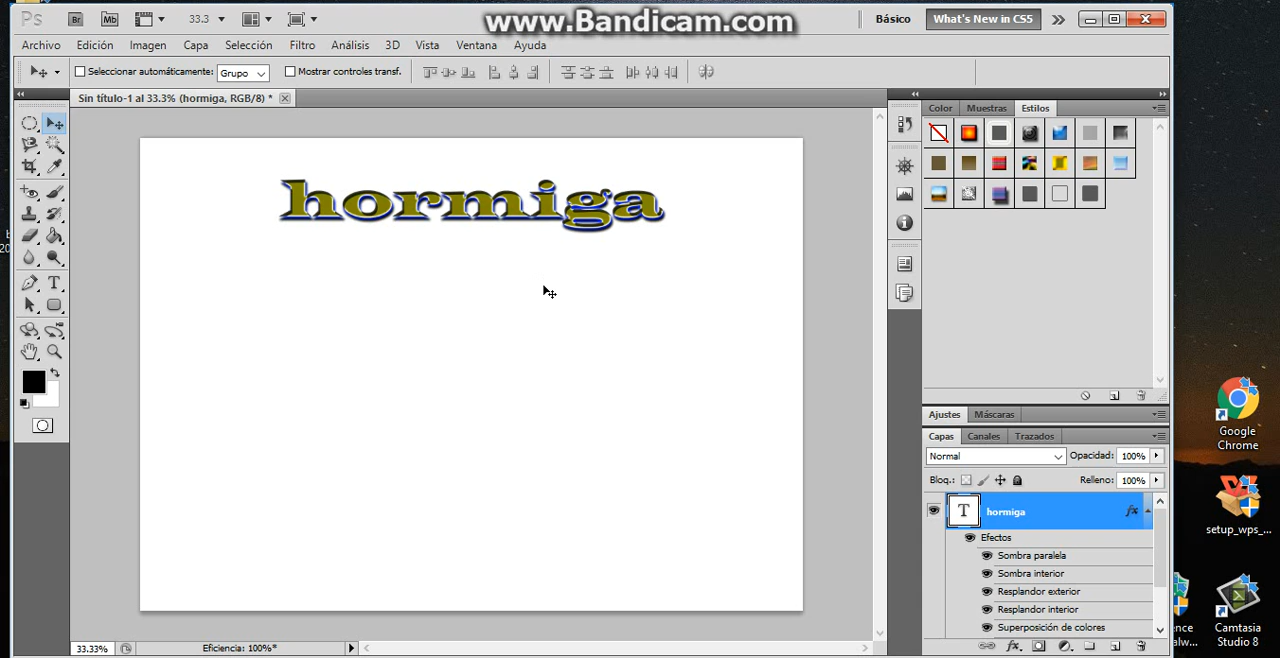 Ps Br Mb 33.3 www.Bandicam.com Básico What's New in CS5
Archivo Edición Imagen Capa Selección Filtro Análisis 3D Vista Ventana Ayuda
Seleccionar automáticamente: Grupo Mostrar controles transf.
Sin título-1 al 33.3% (hormiga, RGB/8) *
Color Muestras Estilos
hormiga
Ajustes Máscaras
Capas Canales Trazados
Normal Opacidad: 100%
Bloq.: Relleno: 100%
T hormiga fx
Efectos
Sombra paralela
Sombra interior
Resplandor exterior
Resplandor interior
Superposición de colores
33.33% Eficiencia: 100%*
Google
Chrome
setup_wps_...
Camtasia
Studio 8